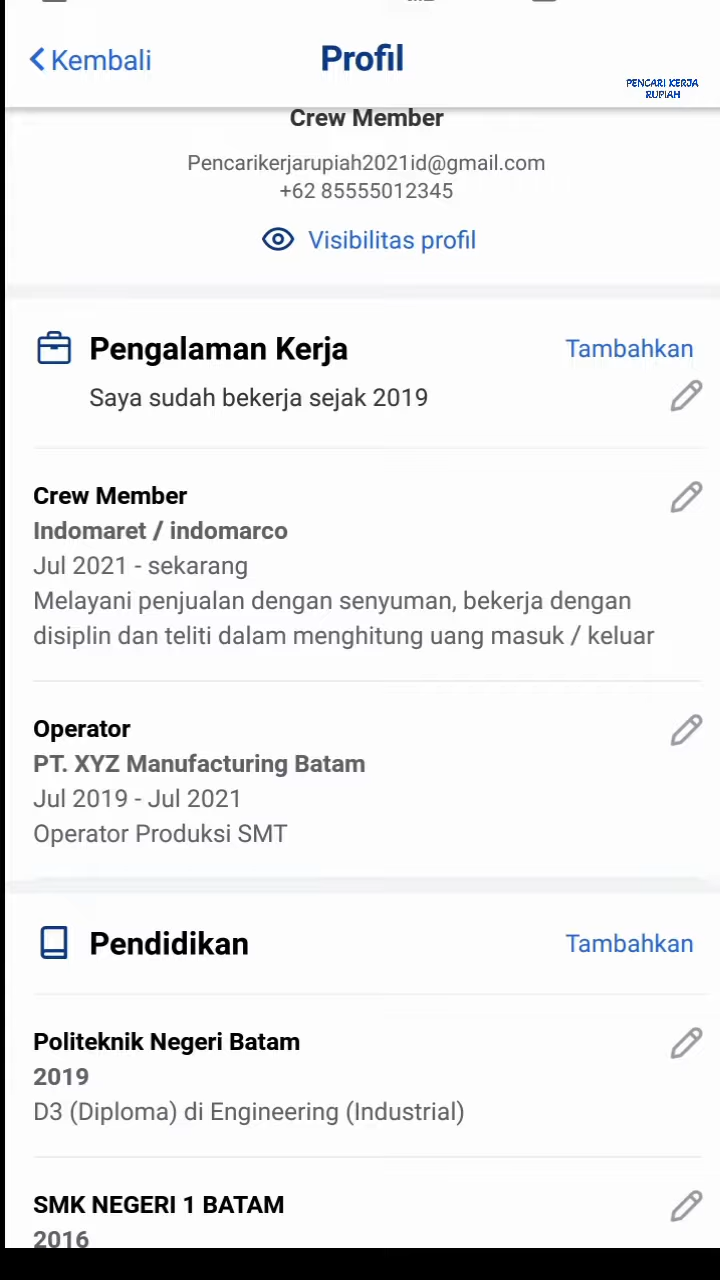 Kembali
Profil
PENCARI KERJA
RUPIAH
Crew Member
Pencarikerjarupiah2021id@gmail.com
+62 85555012345
Visibilitas profil
Pengalaman Kerja
Tambahkan
Saya sudah bekerja sejak 2019
Crew Member
Indomaret / indomarco
Jul 2021 - sekarang
Melayani penjualan dengan senyuman, bekerja dengan
disiplin dan teliti dalam menghitung uang masuk / keluar
Operator
PT. XYZ Manufacturing Batam
Jul 2019 - Jul 2021
Operator Produksi SMT
Pendidikan
Tambahkan
Politeknik Negeri Batam
2019
D3 (Diploma) di Engineering (Industrial)
SMK NEGERI 1 BATAM
2016